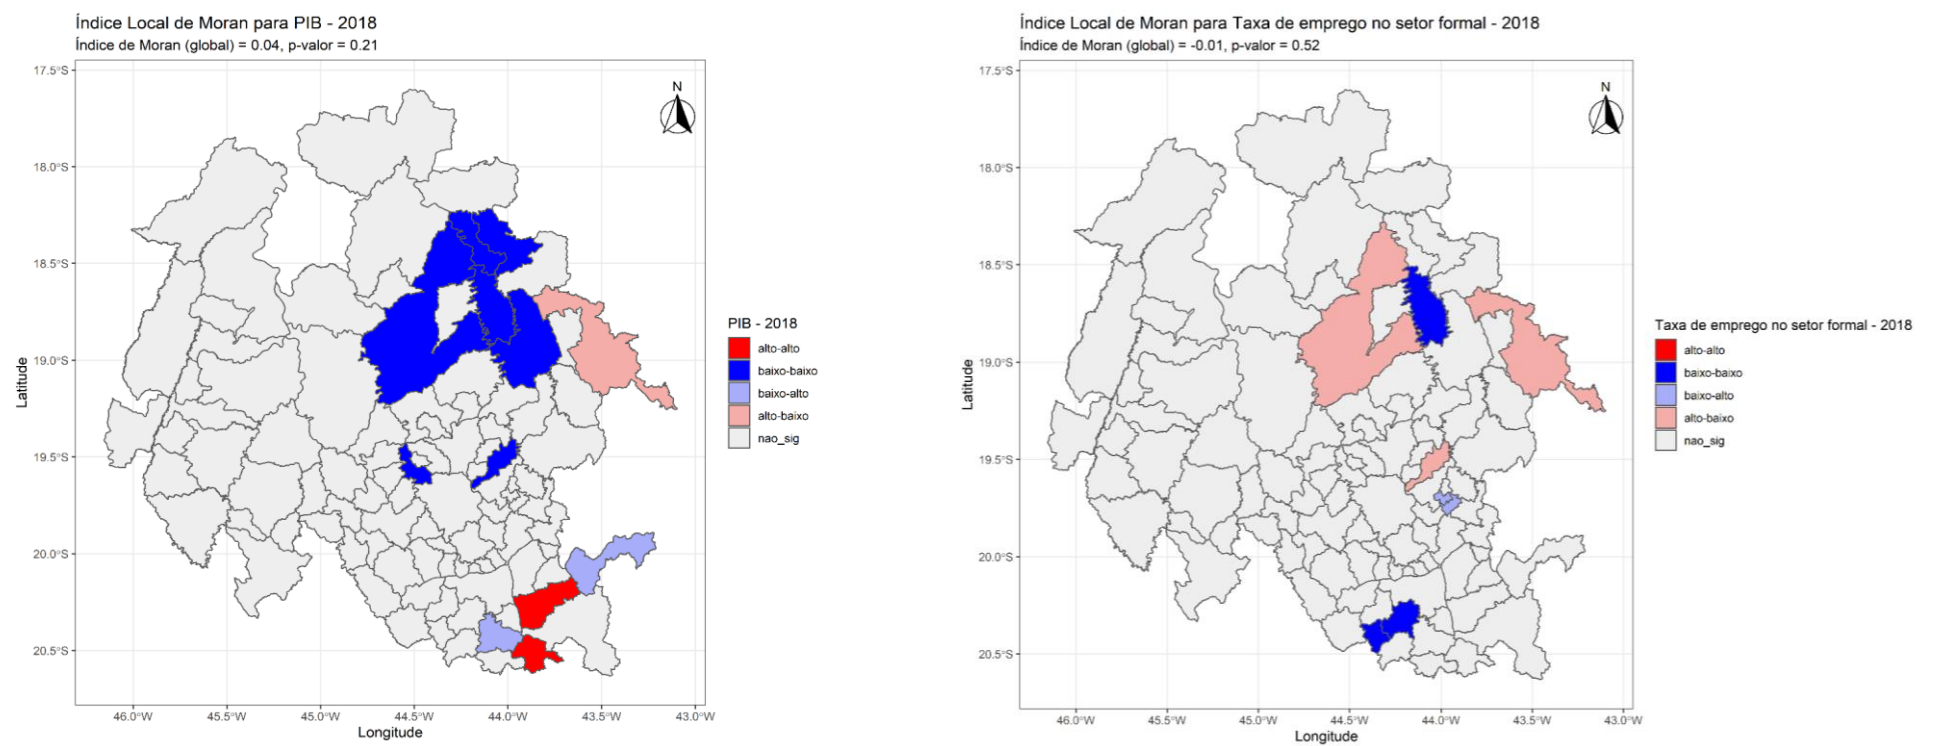 Índice Local de Moran para PIB - 2018
Índice de Moran (global) = 0.04, p-valor = 0.21
N
17.5°S
18.0°S
18.5°S
19.0°S
19.5°S
20.0°S
20.5°S
Latitude
46.0°W 45.5°W 45.0°W 44.5°W 44.0°W 43.5°W 43.0°W
Longitude
PIB - 2018
alto-alto
baixo-baixo
baixo-alto
alto-baixo
nao_sig
Índice Local de Moran para Taxa de emprego no setor formal - 2018
Índice de Moran (global) = -0.01, p-valor = 0.52
N
17.5°S
18.0°S
18.5°S
19.0°S
19.5°S
20.0°S
20.5°S
Latitude
46.0°W 45.5°W 45.0°W 44.5°W 44.0°W 43.5°W 43.0°W
Longitude
Taxa de emprego no setor formal - 2018
alto-alto
baixo-baixo
baixo-alto
alto-baixo
nao_sig